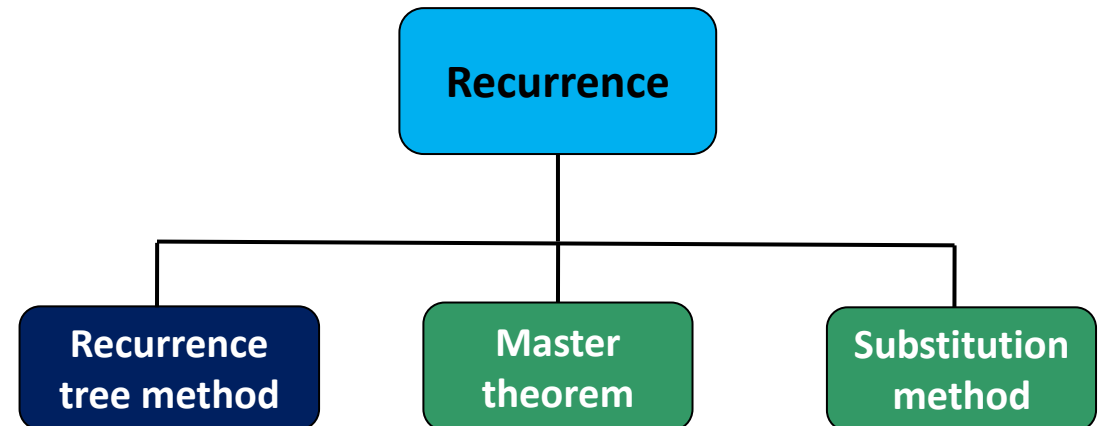 Recurrence
Recurrence
tree method
Master
theorem
Substitution
method